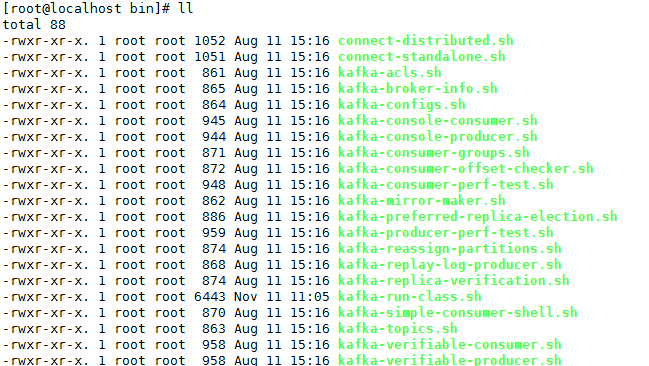 [root@localhost bin]# ll
total 88
-rwxr-xr-x. 1 root root 1052 Aug 11 15:16 connect-distributed.sh
-rwxr-xr-x. 1 root root 1051 Aug 11 15:16 connect-standalone.sh
-rwxr-xr-x. 1 root root  861 Aug 11 15:16 kafka-acls.sh
-rwxr-xr-x. 1 root root  865 Aug 11 15:16 kafka-broker-info.sh
-rwxr-xr-x. 1 root root  864 Aug 11 15:16 kafka-configs.sh
-rwxr-xr-x. 1 root root  945 Aug 11 15:16 kafka-console-consumer.sh
-rwxr-xr-x. 1 root root  944 Aug 11 15:16 kafka-console-producer.sh
-rwxr-xr-x. 1 root root  871 Aug 11 15:16 kafka-consumer-groups.sh
-rwxr-xr-x. 1 root root  872 Aug 11 15:16 kafka-consumer-offset-checker.sh
-rwxr-xr-x. 1 root root  948 Aug 11 15:16 kafka-consumer-perf-test.sh
-rwxr-xr-x. 1 root root  862 Aug 11 15:16 kafka-mirror-maker.sh
-rwxr-xr-x. 1 root root  886 Aug 11 15:16 kafka-preferred-replica-election.sh
-rwxr-xr-x. 1 root root  959 Aug 11 15:16 kafka-producer-perf-test.sh
-rwxr-xr-x. 1 root root  874 Aug 11 15:16 kafka-reassign-partitions.sh
-rwxr-xr-x. 1 root root  868 Aug 11 15:16 kafka-replay-log-producer.sh
-rwxr-xr-x. 1 root root  874 Aug 11 15:16 kafka-replica-verification.sh
-rwxr-xr-x. 1 root root 6443 Nov 11 11:05 kafka-run-class.sh
-rwxr-xr-x. 1 root root  870 Aug 11 15:16 kafka-simple-consumer-shell.sh
-rwxr-xr-x. 1 root root  863 Aug 11 15:16 kafka-topics.sh
-rwxr-xr-x. 1 root root  958 Aug 11 15:16 kafka-verifiable-consumer.sh
-rwxr-xr-x. 1 root root  958 Aug 11 15:16 kafka-verifiable-producer.sh